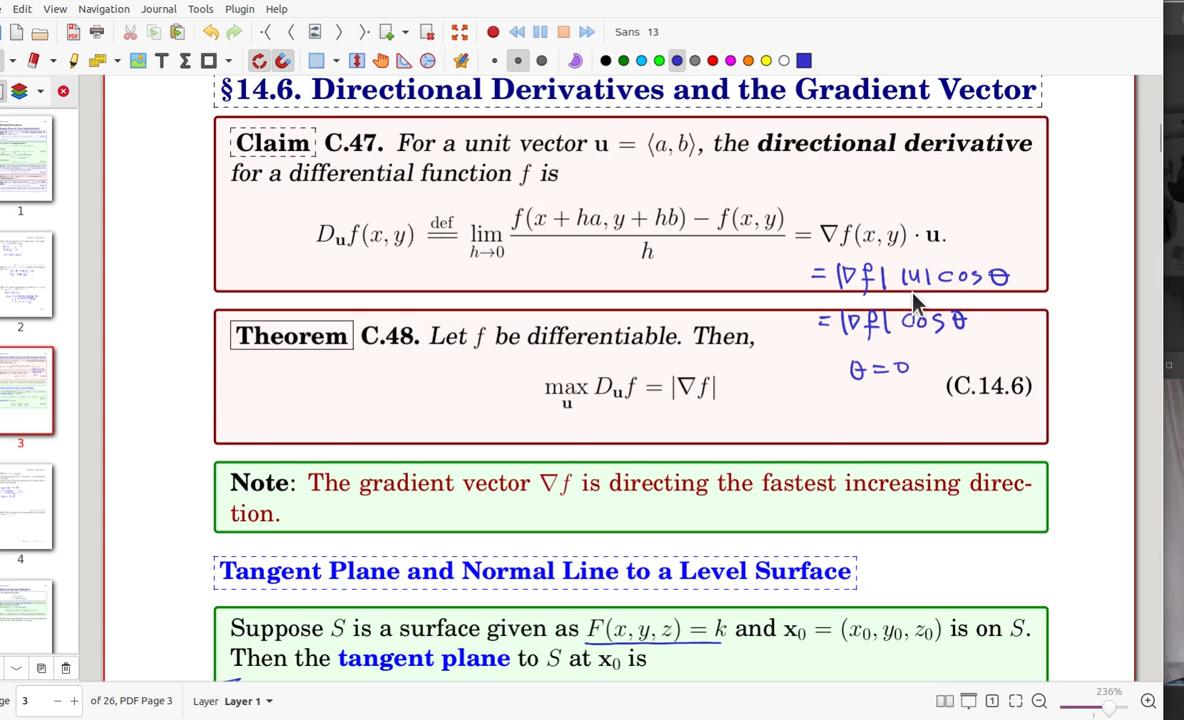 Edit View Navigation Journal Tools Plugin Help
Sans 13
§14.6. Directional Derivatives and the Gradient Vector
Claim C.47. For a unit vector u = ⟨a, b⟩, the directional derivative
for a differential function f is
D_u f(x, y) def= lim_{h→0} (f(x + ha, y + hb) − f(x, y))/h = ∇f(x, y) · u.
= |∇f| |u| cos θ
= |∇f| cos θ
Theorem C.48. Let f be differentiable. Then,
θ = 0
max_u D_u f = |∇f| (C.14.6)
Note: The gradient vector ∇f is directing the fastest increasing direc-
tion.
Tangent Plane and Normal Line to a Level Surface
Suppose S is a surface given as F(x, y, z) = k and x₀ = (x₀, y₀, z₀) is on S.
Then the tangent plane to S at x₀ is
1
2
3
4
ge 3 − + of 26, PDF Page 3 Layer Layer 1
236%